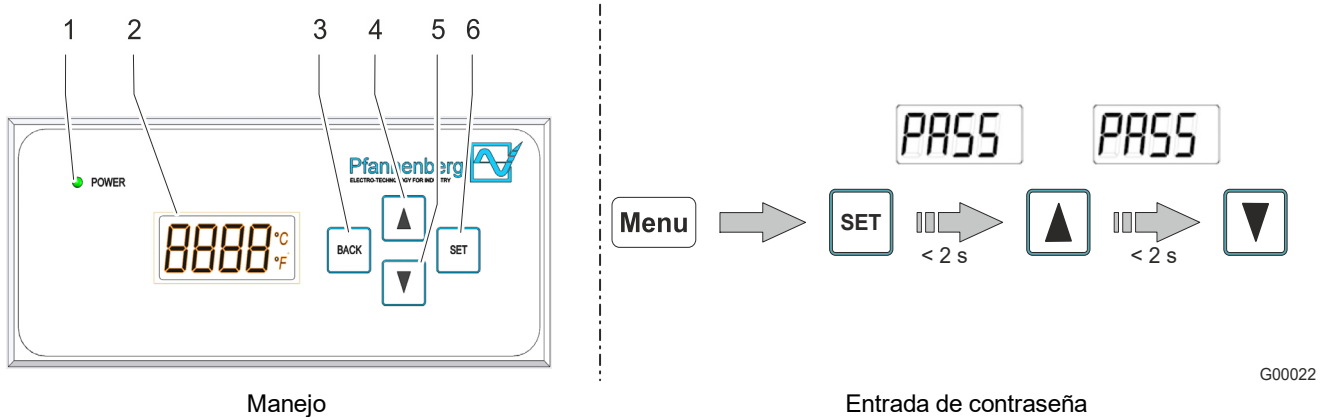 1 2 3 4 5 6
POWER
Pfannenberg
ELECTRO-TECHNOLOGY FOR INDUSTRY
8888 °C
°F
BACK
SET
PASS PASS
Menu SET
< 2 s < 2 s
G00022
Manejo Entrada de contraseña